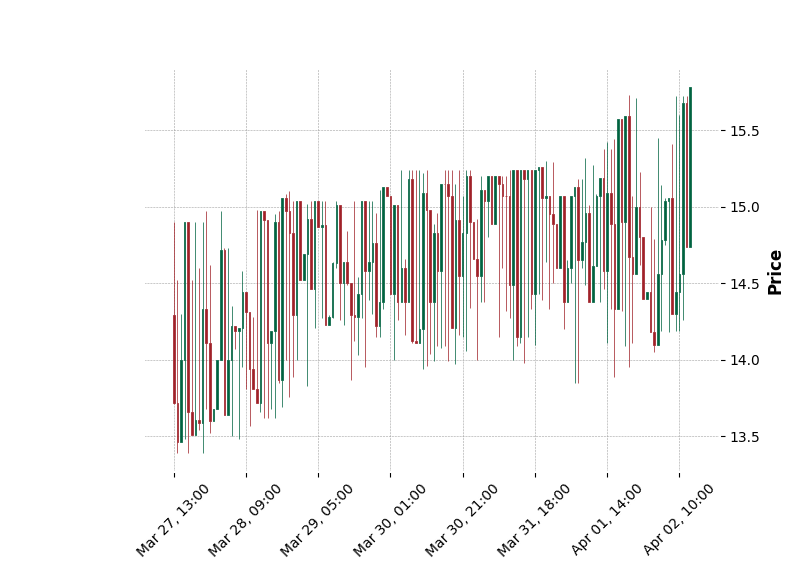 15.5
15.0
14.5
14.0
13.5
Price
Mar 27, 13:00
Mar 28, 09:00
Mar 29, 05:00
Mar 30, 01:00
Mar 30, 21:00
Mar 31, 18:00
Apr 01, 14:00
Apr 02, 10:00